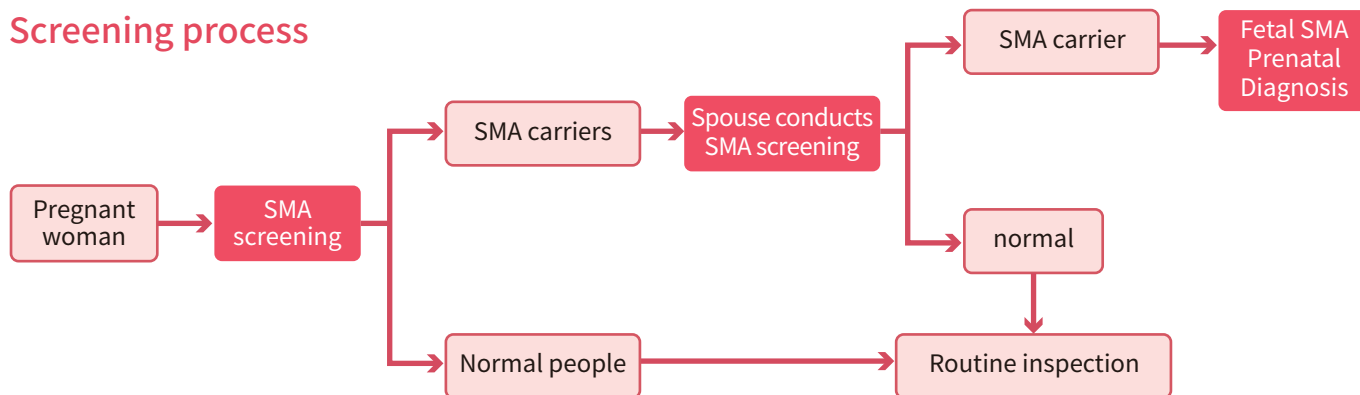 Screening process
Pregnant
woman
SMA
screening
SMA carriers
Spouse conducts
SMA screening
SMA carrier
Fetal SMA
Prenatal
Diagnosis
normal
Normal people
Routine inspection